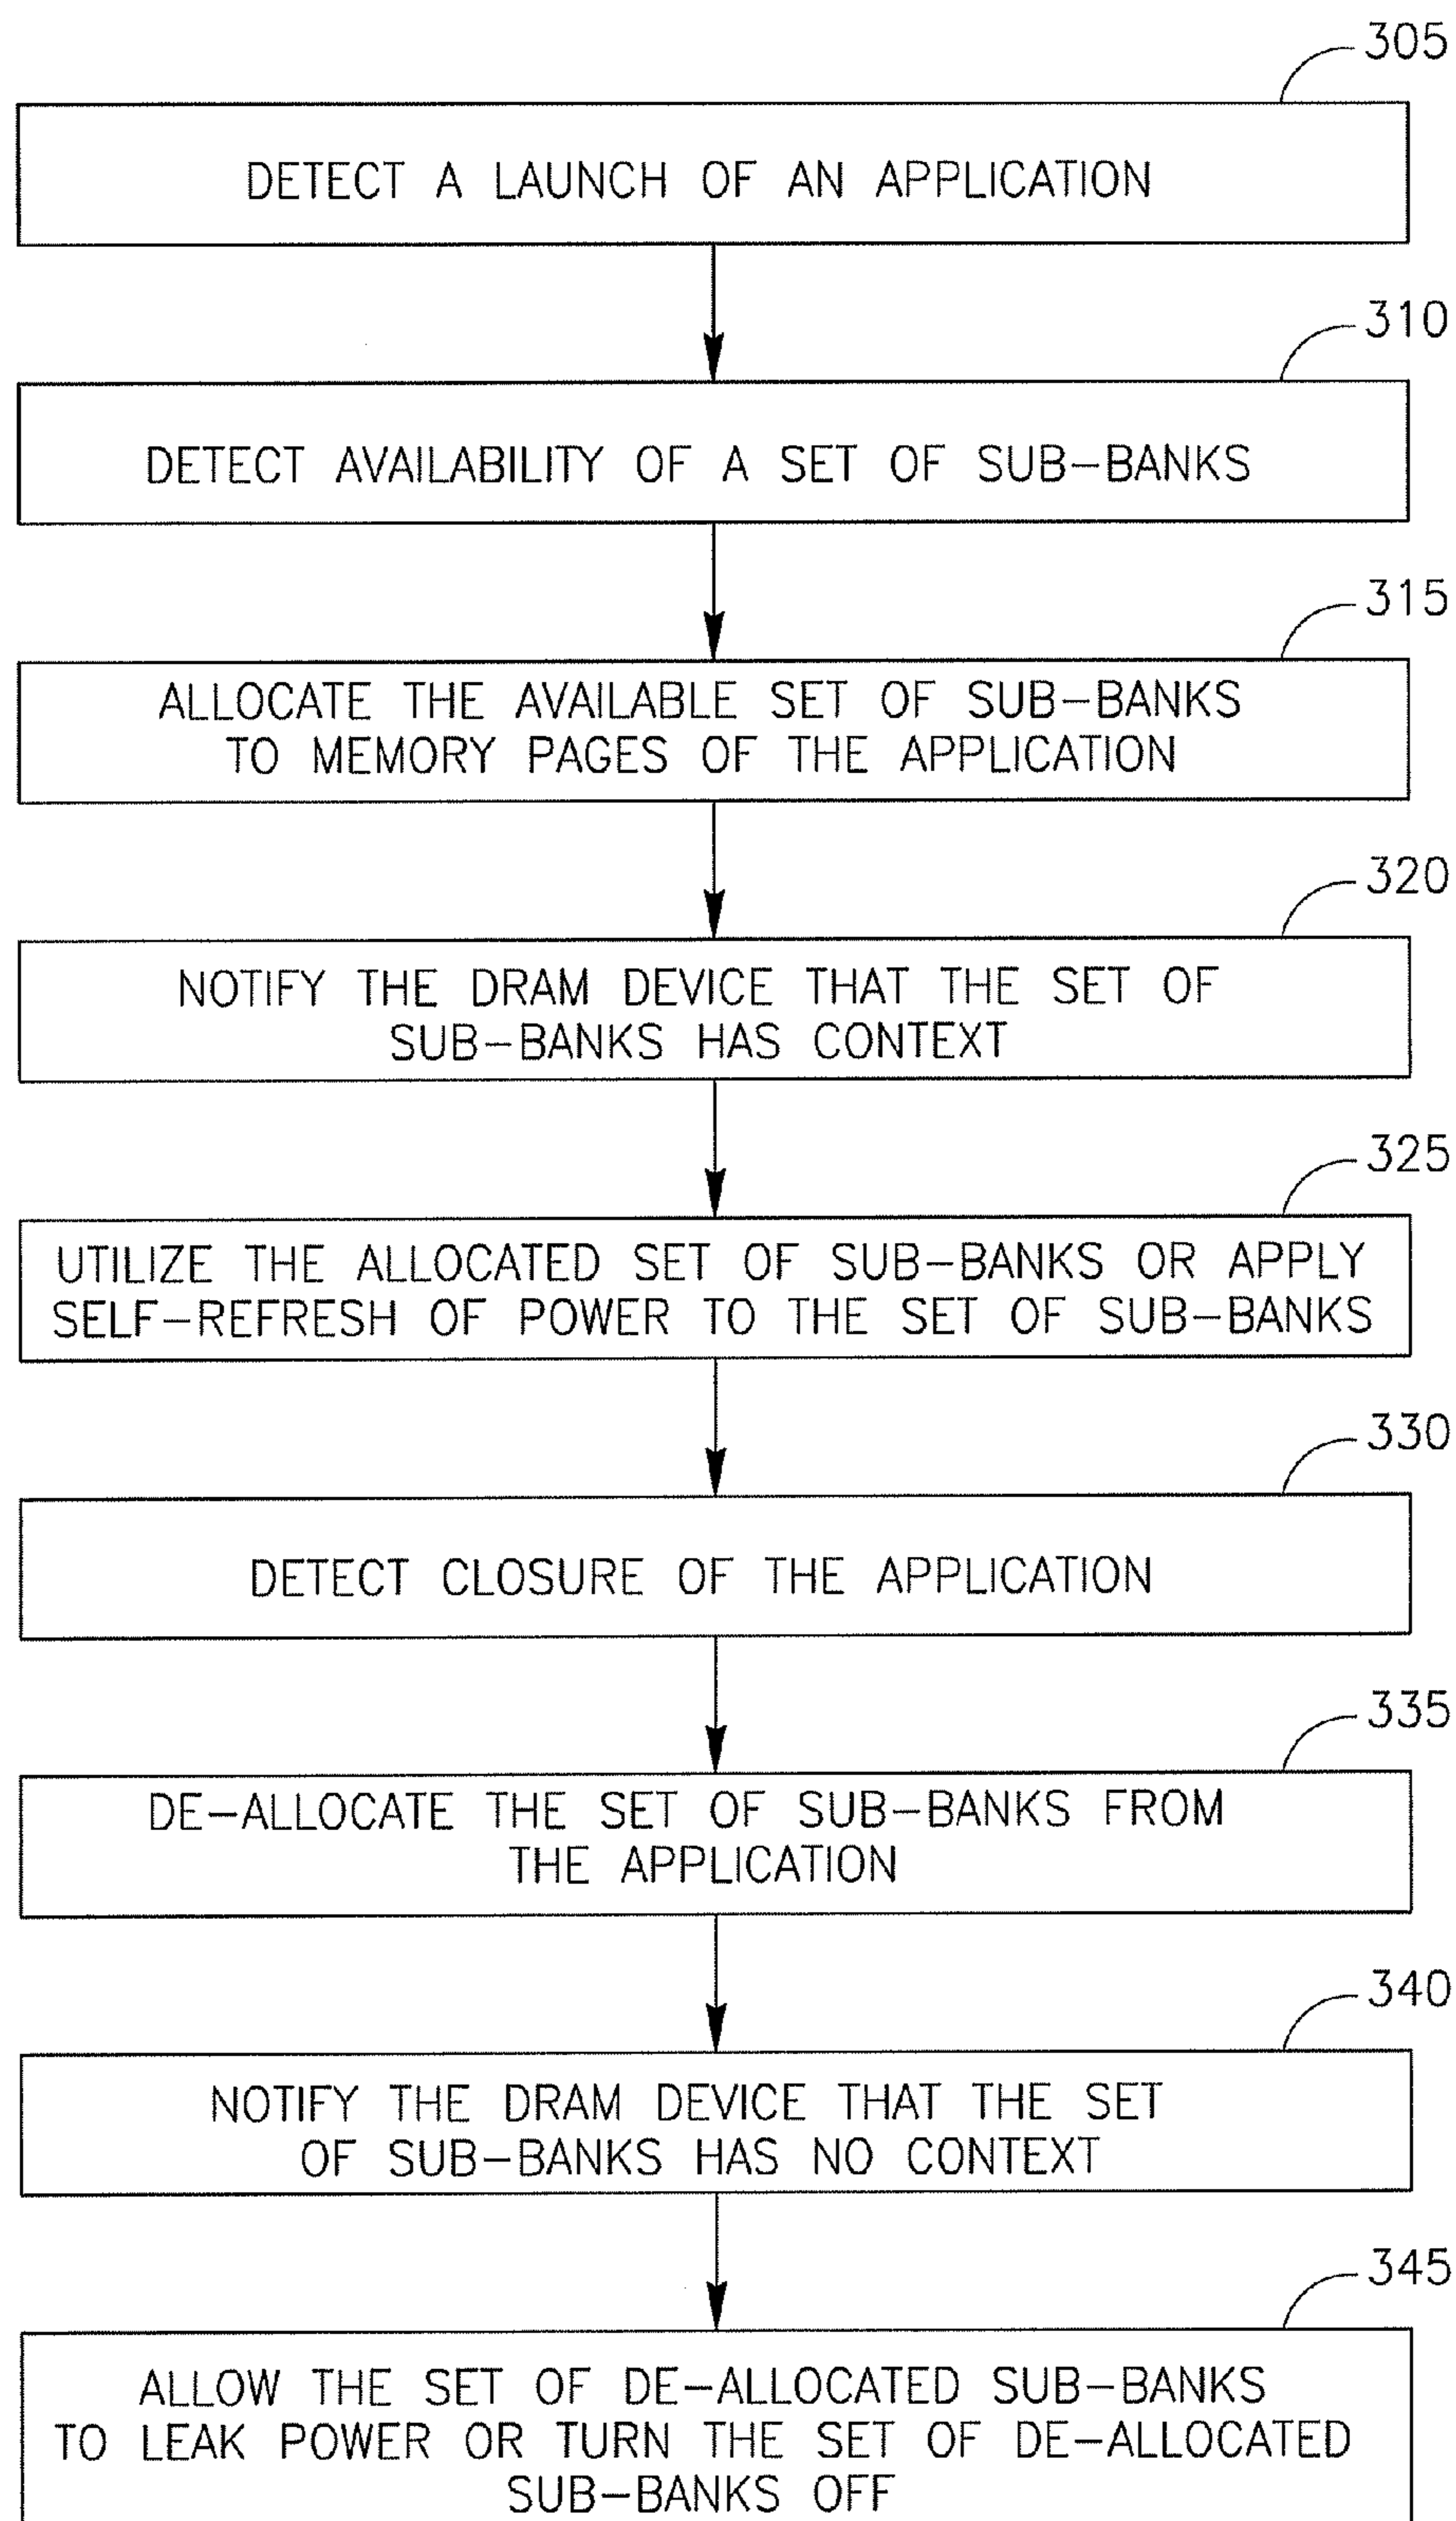 305
DETECT A LAUNCH OF AN APPLICATION
310
DETECT AVAILABILITY OF A SET OF SUB-BANKS
315
ALLOCATE THE AVAILABLE SET OF SUB-BANKS
TO MEMORY PAGES OF THE APPLICATION
320
NOTIFY THE DRAM DEVICE THAT THE SET OF
SUB-BANKS HAS CONTEXT
325
UTILIZE THE ALLOCATED SET OF SUB-BANKS OR APPLY
SELF-REFRESH OF POWER TO THE SET OF SUB-BANKS
330
DETECT CLOSURE OF THE APPLICATION
335
DE-ALLOCATE THE SET OF SUB-BANKS FROM
THE APPLICATION
340
NOTIFY THE DRAM DEVICE THAT THE SET
OF SUB-BANKS HAS NO CONTEXT
345
ALLOW THE SET OF DE-ALLOCATED SUB-BANKS
TO LEAK POWER OR TURN THE SET OF DE-ALLOCATED
SUB-BANKS OFF